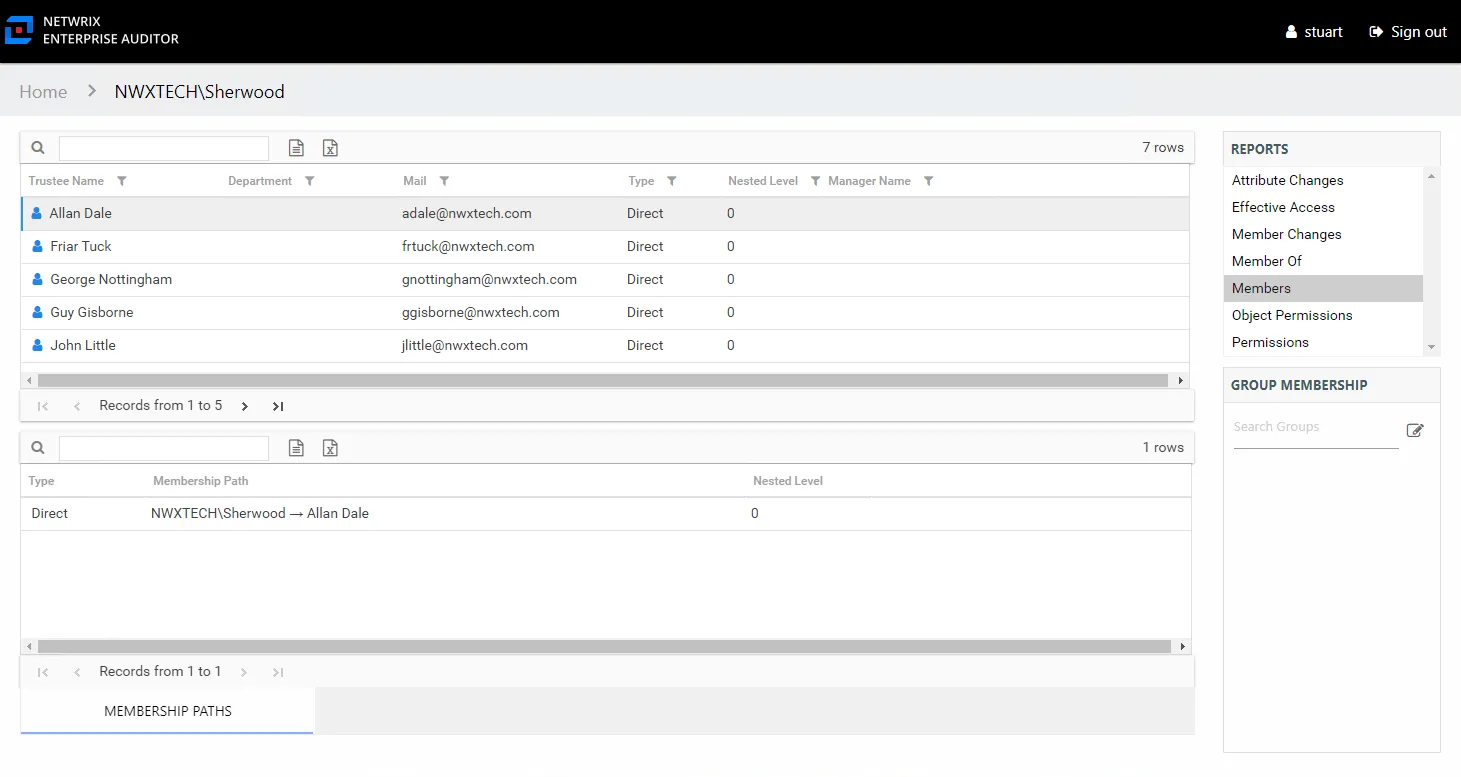 NETWRIX
ENTERPRISE AUDITOR
stuart
Sign out
Home > NWXTECH\Sherwood
7 rows
Trustee Name Department Mail Type Nested Level Manager Name
Allan Dale adale@nwxtech.com Direct 0
Friar Tuck frtuck@nwxtech.com Direct 0
George Nottingham gnottingham@nwxtech.com Direct 0
Guy Gisborne ggisborne@nwxtech.com Direct 0
John Little jlittle@nwxtech.com Direct 0
Records from 1 to 5
1 rows
Type Membership Path Nested Level
Direct NWXTECH\Sherwood → Allan Dale 0
Records from 1 to 1
MEMBERSHIP PATHS
REPORTS
Attribute Changes
Effective Access
Member Changes
Member Of
Members
Object Permissions
Permissions
GROUP MEMBERSHIP
Search Groups